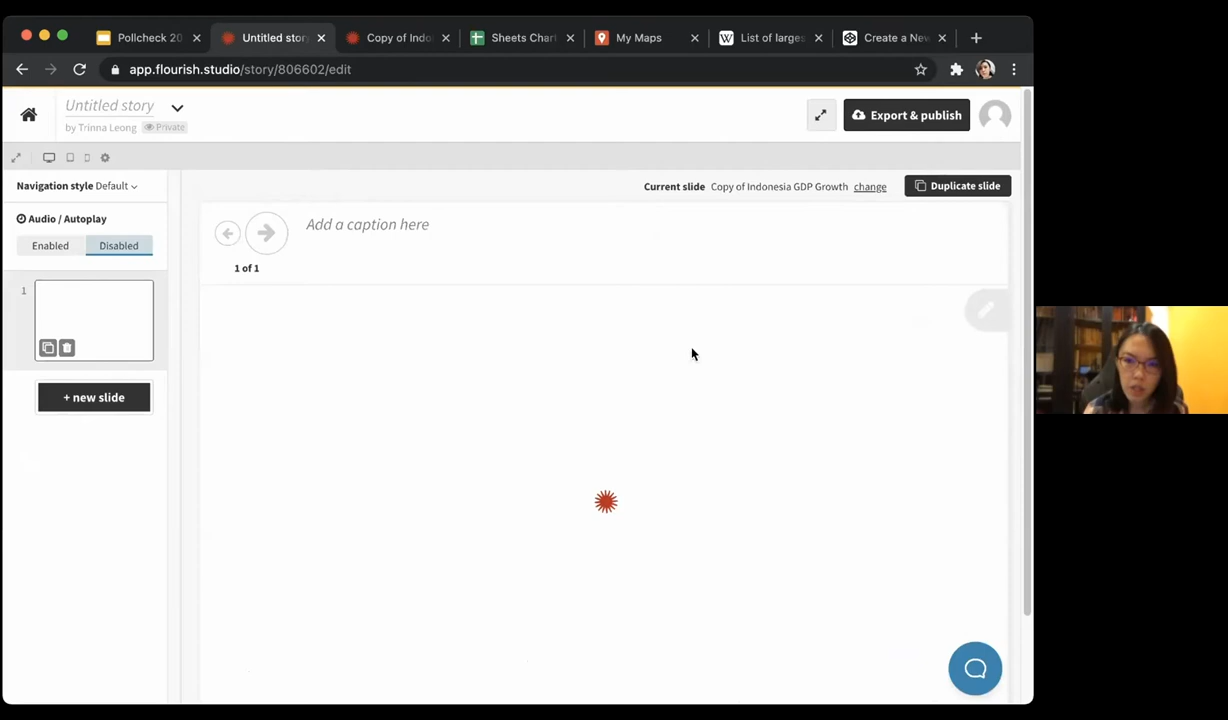 Pollcheck 20
Untitled stor
Copy of Indo
Sheets Char
My Maps
List of larges
Create a New
app.flourish.studio/story/806602/edit
Untitled story
by Trinna Leong Private
Export & publish
Navigation style Default
Current slide Copy of Indonesia GDP Growth change
Duplicate slide
Audio / Autoplay
Enabled Disabled
Add a caption here
1 of 1
1
+ new slide